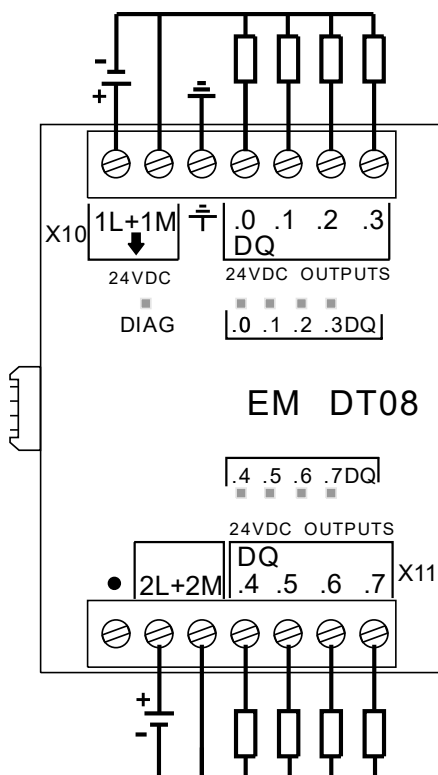 -
+
X10
1L+1M
.0 .1 .2 .3
DQ
24VDC
24VDC OUTPUTS
DIAG
.0 .1 .2 .3DQ
EM DT08
.4 .5 .6 .7DQ
24VDC OUTPUTS
DQ
2L+2M
.4 .5 .6 .7
X11
+
-